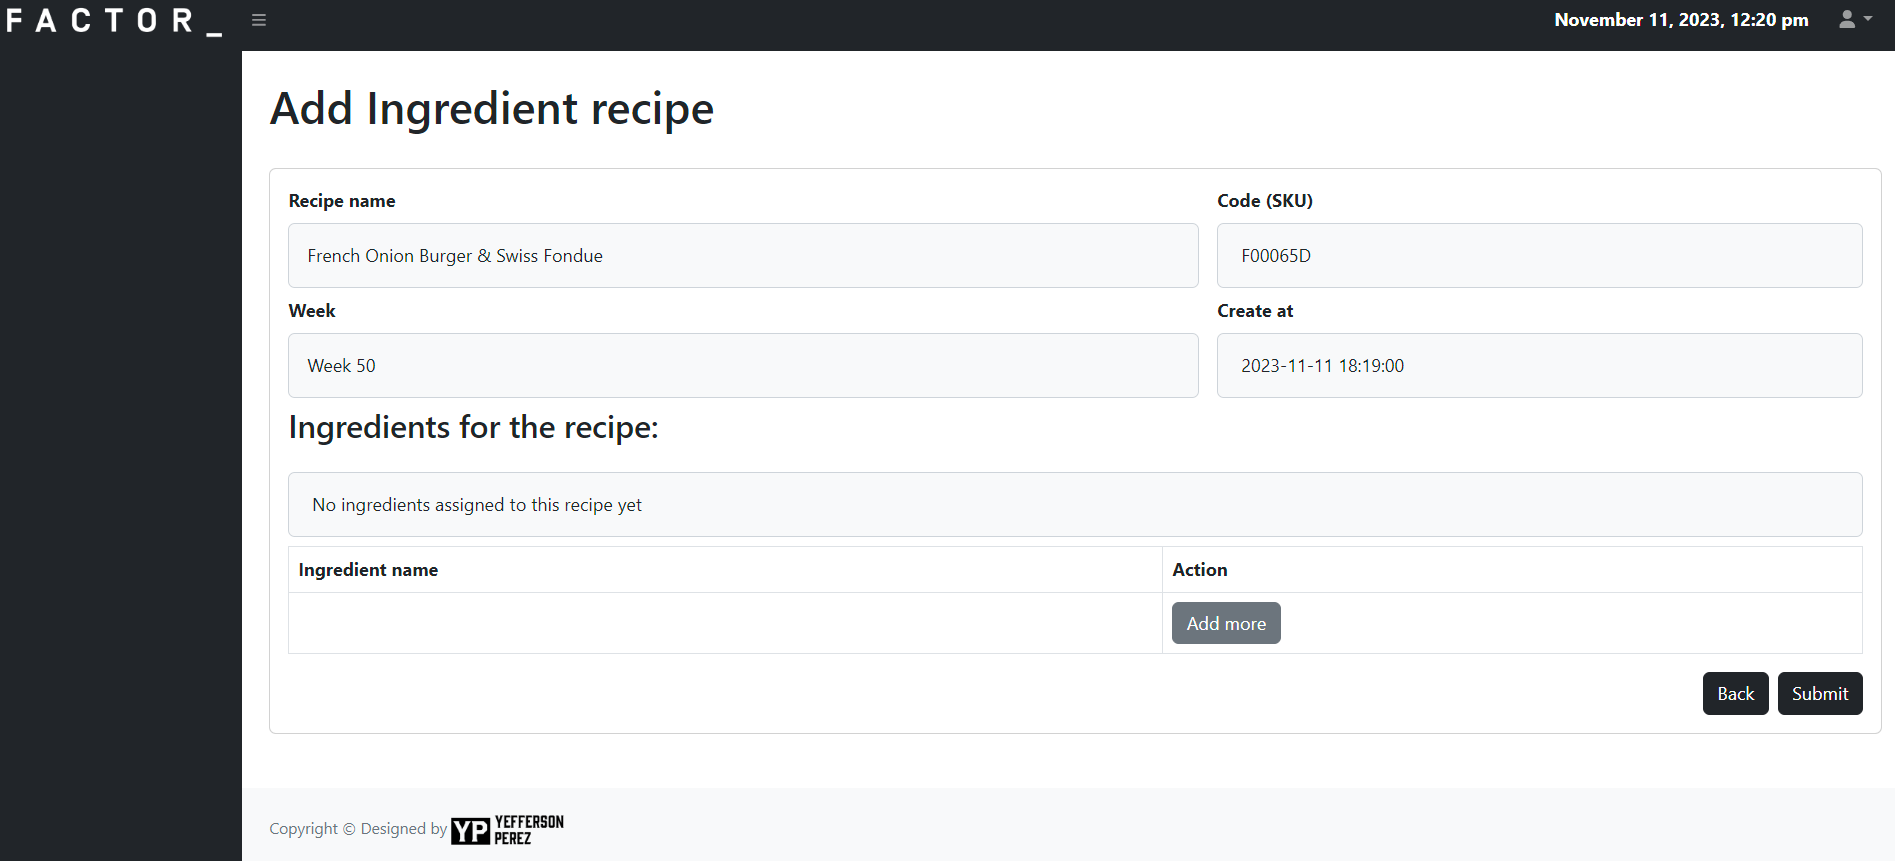 FACTOR_
November 11, 2023, 12:20 pm
Add Ingredient recipe
Recipe name
Code (SKU)
French Onion Burger & Swiss Fondue
F00065D
Week
Create at
Week 50
2023-11-11 18:19:00
Ingredients for the recipe:
No ingredients assigned to this recipe yet
Ingredient name
Action
Add more
Back
Submit
Copyright © Designed by YP YEFFERSON PEREZ